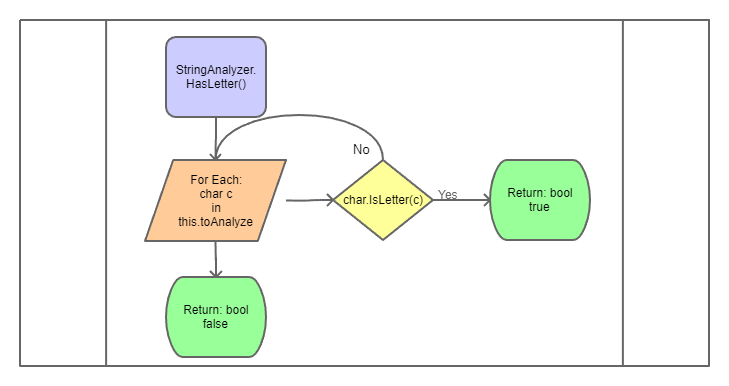 StringAnalyzer.
HasLetter()
No
For Each:
char c
in
this.toAnalyze
char.IsLetter(c)
Yes
Return: bool
true
Return: bool
false